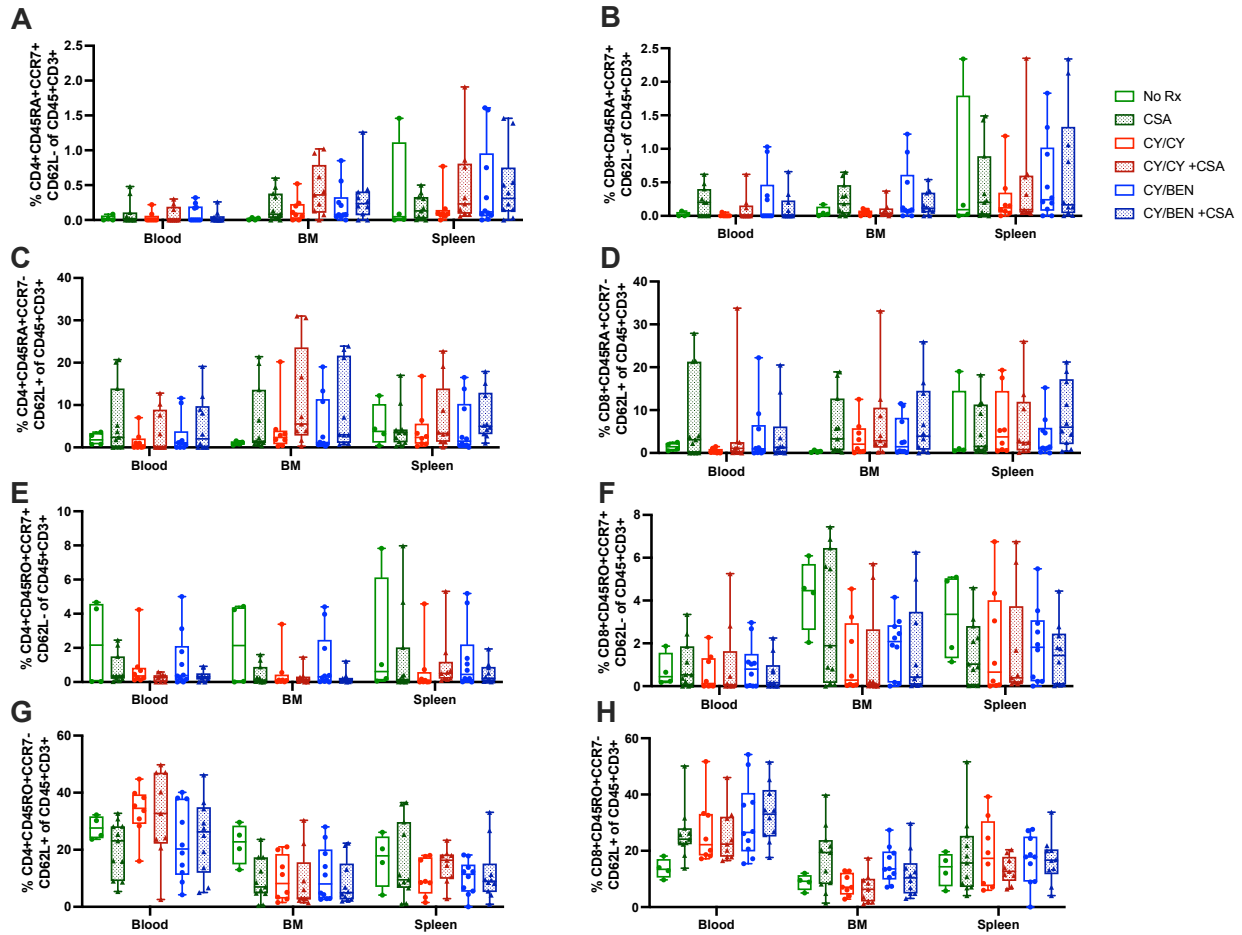 A
% CD4+CD45RA+CCR7+
CD62L- of CD45+CD3+
2.5
2.0
1.5
1.0
0.5
0.0
Blood
BM
Spleen
B
% CD8+CD45RA+CCR7+
CD62L- of CD45+CD3+
2.5
2.0
1.5
1.0
0.5
0.0
Blood
BM
Spleen
No Rx
CSA
CY/CY
CY/CY +CSA
CY/BEN
CY/BEN +CSA
C
% CD4+CD45RA+CCR7-
CD62L+ of CD45+CD3+
40
30
20
10
0
Blood
BM
Spleen
D
% CD8+CD45RA+CCR7-
CD62L+ of CD45+CD3+
40
30
20
10
0
Blood
BM
Spleen
E
% CD4+CD45RO+CCR7+
CD62L- of CD45+CD3+
10
8
6
4
2
0
Blood
BM
Spleen
F
% CD8+CD45RO+CCR7+
CD62L- of CD45+CD3+
8
6
4
2
0
Blood
BM
Spleen
G
% CD4+CD45RO+CCR7-
CD62L+ of CD45+CD3+
60
40
20
0
Blood
BM
Spleen
H
% CD8+CD45RO+CCR7-
CD62L+ of CD45+CD3+
60
40
20
0
Blood
BM
Spleen